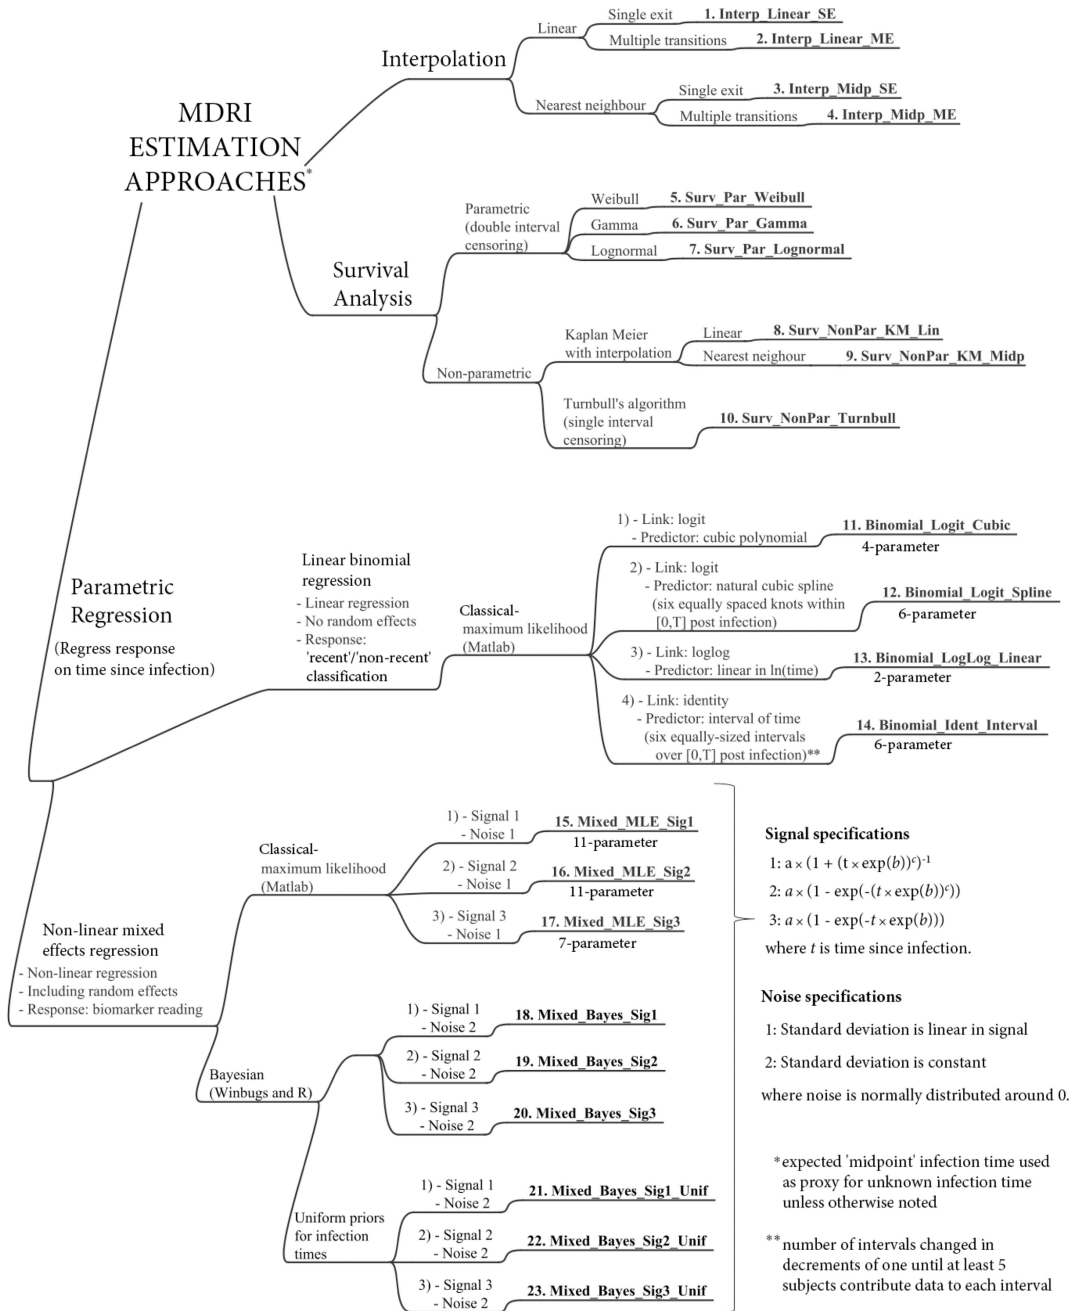 MDRI
ESTIMATION
APPROACHES*
Interpolation
Linear
Single exit
1. Interp_Linear_SE
Multiple transitions
2. Interp_Linear_ME
Nearest neighbour
Single exit
3. Interp_Midp_SE
Multiple transitions
4. Interp_Midp_ME
Survival
Analysis
Parametric
(double interval
censoring)
Weibull
5. Surv_Par_Weibull
Gamma
6. Surv_Par_Gamma
Lognormal
7. Surv_Par_Lognormal
Non-parametric
Kaplan Meier
with interpolation
Linear
8. Surv_NonPar_KM_Lin
Nearest neighour
9. Surv_NonPar_KM_Midp
Turnbull's algorithm
(single interval
censoring)
10. Surv_NonPar_Turnbull
Parametric
Regression
(Regress response
on time since infection)
Linear binomial
regression
- Linear regression
- No random effects
- Response:
'recent'/'non-recent'
classification
Classical-
maximum likelihood
(Matlab)
1) - Link: logit
- Predictor: cubic polynomial
11. Binomial_Logit_Cubic
4-parameter
2) - Link: logit
- Predictor: natural cubic spline
(six equally spaced knots within
[0,T] post infection)
12. Binomial_Logit_Spline
6-parameter
3) - Link: loglog
- Predictor: linear in ln(time)
13. Binomial_LogLog_Linear
2-parameter
4) - Link: identity
- Predictor: interval of time
(six equally-sized intervals
over [0,T] post infection)**
14. Binomial_Ident_Interval
6-parameter
Non-linear mixed
effects regression
- Non-linear regression
- Including random effects
- Response: biomarker reading
Classical-
maximum likelihood
(Matlab)
1) - Signal 1
- Noise 1
15. Mixed_MLE_Sig1
11-parameter
2) - Signal 2
- Noise 1
16. Mixed_MLE_Sig2
11-parameter
3) - Signal 3
- Noise 1
17. Mixed_MLE_Sig3
7-parameter
Bayesian
(Winbugs and R)
1) - Signal 1
- Noise 2
18. Mixed_Bayes_Sig1
2) - Signal 2
- Noise 2
19. Mixed_Bayes_Sig2
3) - Signal 3
- Noise 2
20. Mixed_Bayes_Sig3
Uniform priors
for infection
times
1) - Signal 1
- Noise 2
21. Mixed_Bayes_Sig1_Unif
2) - Signal 2
- Noise 2
22. Mixed_Bayes_Sig2_Unif
3) - Signal 3
- Noise 2
23. Mixed_Bayes_Sig3_Unif
Signal specifications
1: a × (1 + (t × exp(b))ᶜ)⁻¹
2: a × (1 - exp(-(t × exp(b))ᶜ))
3: a × (1 - exp(-t × exp(b)))
where t is time since infection.
Noise specifications
1: Standard deviation is linear in signal
2: Standard deviation is constant
where noise is normally distributed around 0.
*expected 'midpoint' infection time used
as proxy for unknown infection time
unless otherwise noted
**number of intervals changed in
decrements of one until at least 5
subjects contribute data to each interval